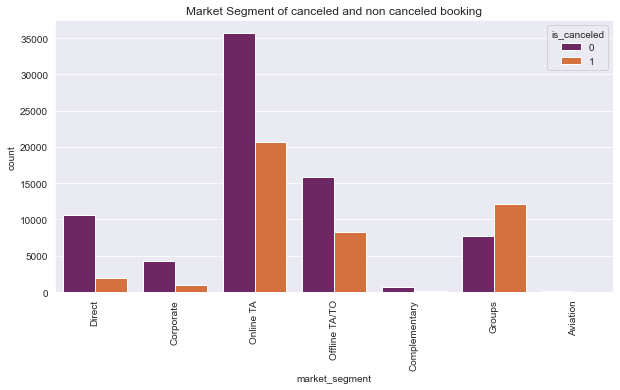 Market Segment of canceled and non canceled booking
is_canceled
0
1
35000
30000
25000
20000
15000
10000
5000
0
count
Direct
Corporate
Online TA
Offline TA/TO
Complementary
Groups
Aviation
market_segment